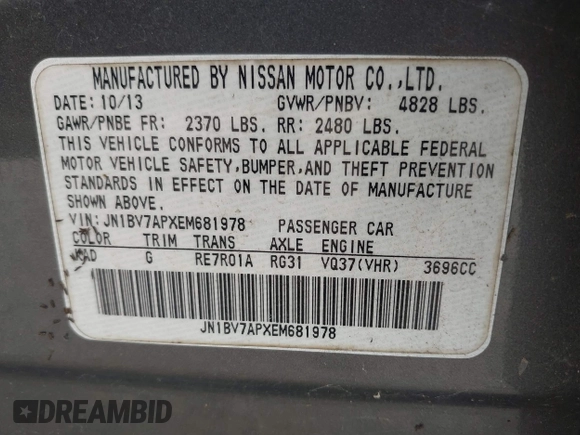 MANUFACTURED BY NISSAN MOTOR CO.,LTD.
DATE: 10/13 GVWR/PNBV: 4828 LBS.
GAWR/PNBE FR: 2370 LBS. RR: 2480 LBS.
THIS VEHICLE CONFORMS TO ALL APPLICABLE FEDERAL
MOTOR VEHICLE SAFETY,BUMPER,AND THEFT PREVENTION
STANDARDS IN EFFECT ON THE DATE OF MANUFACTURE
SHOWN ABOVE.
VIN: JN1BV7APXEM681978 PASSENGER CAR
COLOR TRIM TRANS AXLE ENGINE
G RE7R01A RG31 VQ37(VHR) 3696CC
JN1BV7APXEM681978
DREAMBID